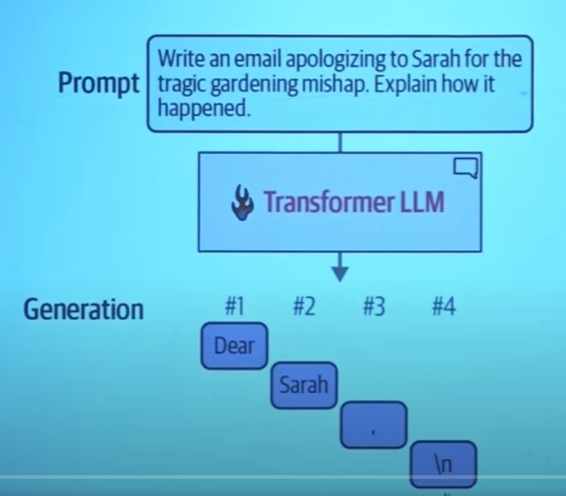 Prompt
Write an email apologizing to Sarah for the
tragic gardening mishap. Explain how it
happened.
Transformer LLM
Generation
#1 #2 #3 #4
Dear
Sarah
,
\n